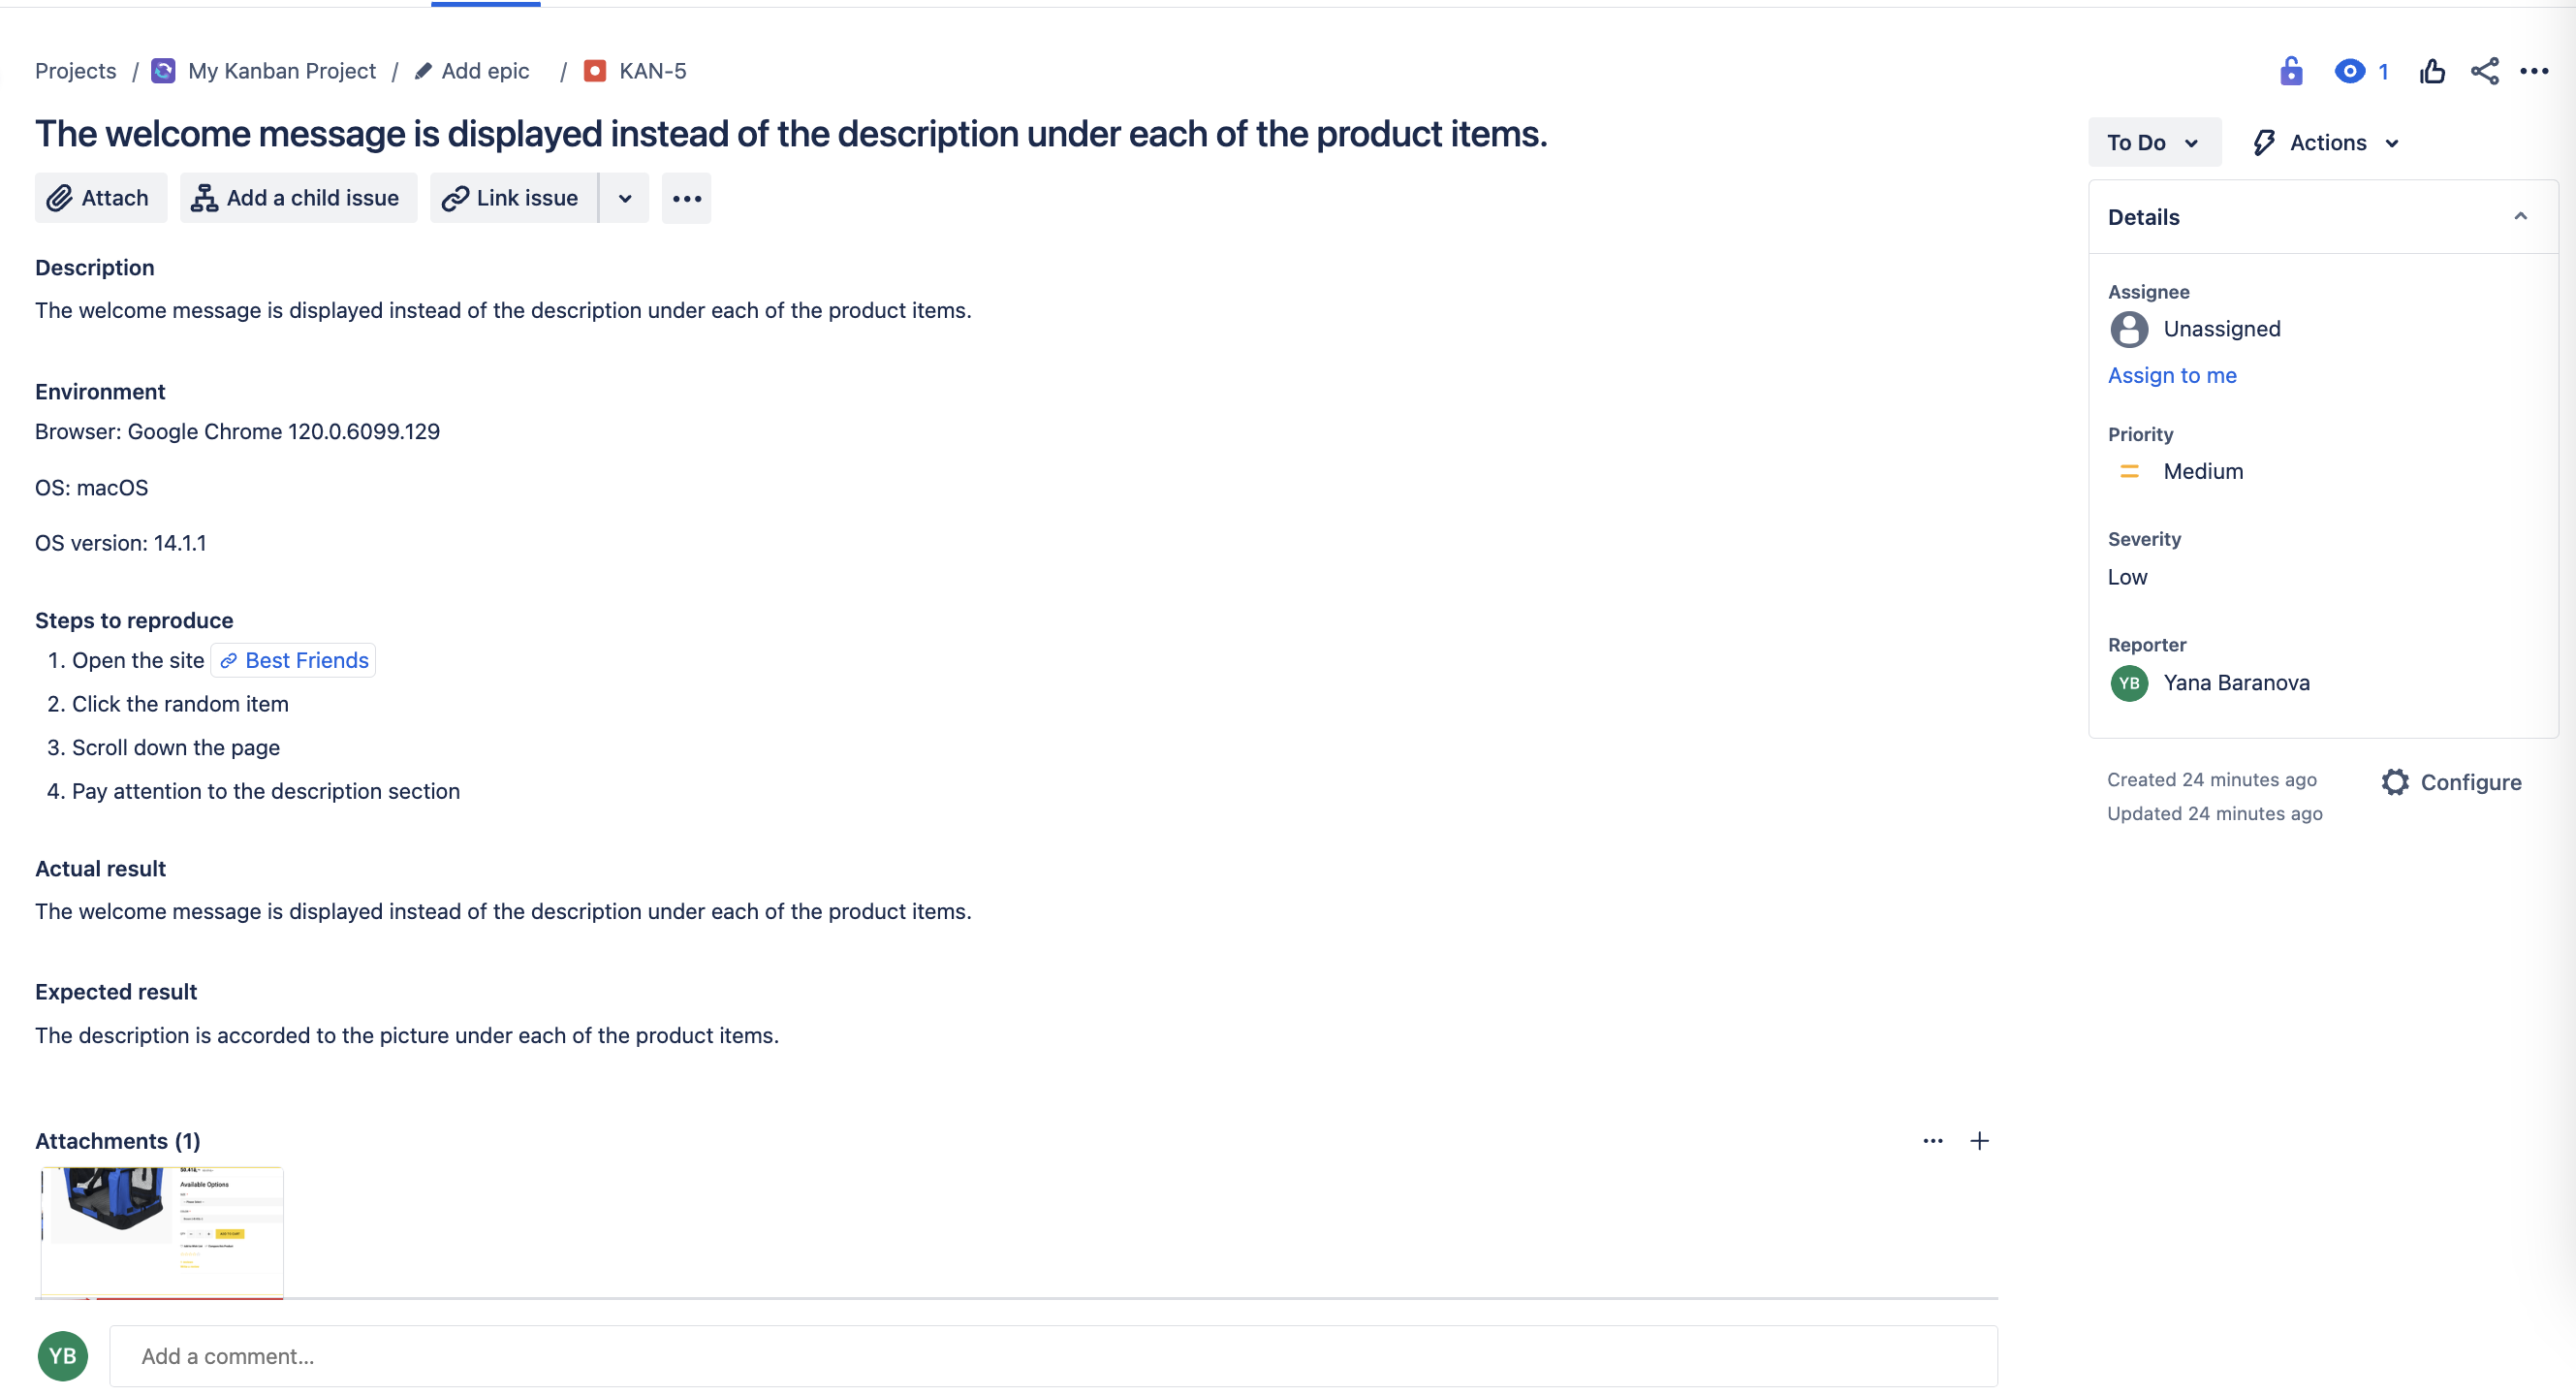 Projects / My Kanban Project / Add epic / KAN-5
1
The welcome message is displayed instead of the description under each of the product items.
To Do
Actions
Attach
Add a child issue
Link issue
Details
Description
The welcome message is displayed instead of the description under each of the product items.
Assignee
Unassigned
Assign to me
Environment
Browser: Google Chrome 120.0.6099.129
OS: macOS
OS version: 14.1.1
Priority
Medium
Severity
Low
Steps to reproduce
1. Open the site Best Friends
2. Click the random item
3. Scroll down the page
4. Pay attention to the description section
Reporter
YB Yana Baranova
Created 24 minutes ago
Updated 24 minutes ago
Configure
Actual result
The welcome message is displayed instead of the description under each of the product items.
Expected result
The description is accorded to the picture under each of the product items.
Attachments (1)
Available Options
ADD TO CART
YB
Add a comment...